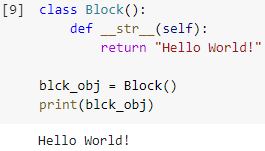 [9] class Block():
        def __str__(self):
            return "Hello World!"

    blck_obj = Block()
    print(blck_obj)

    Hello World!